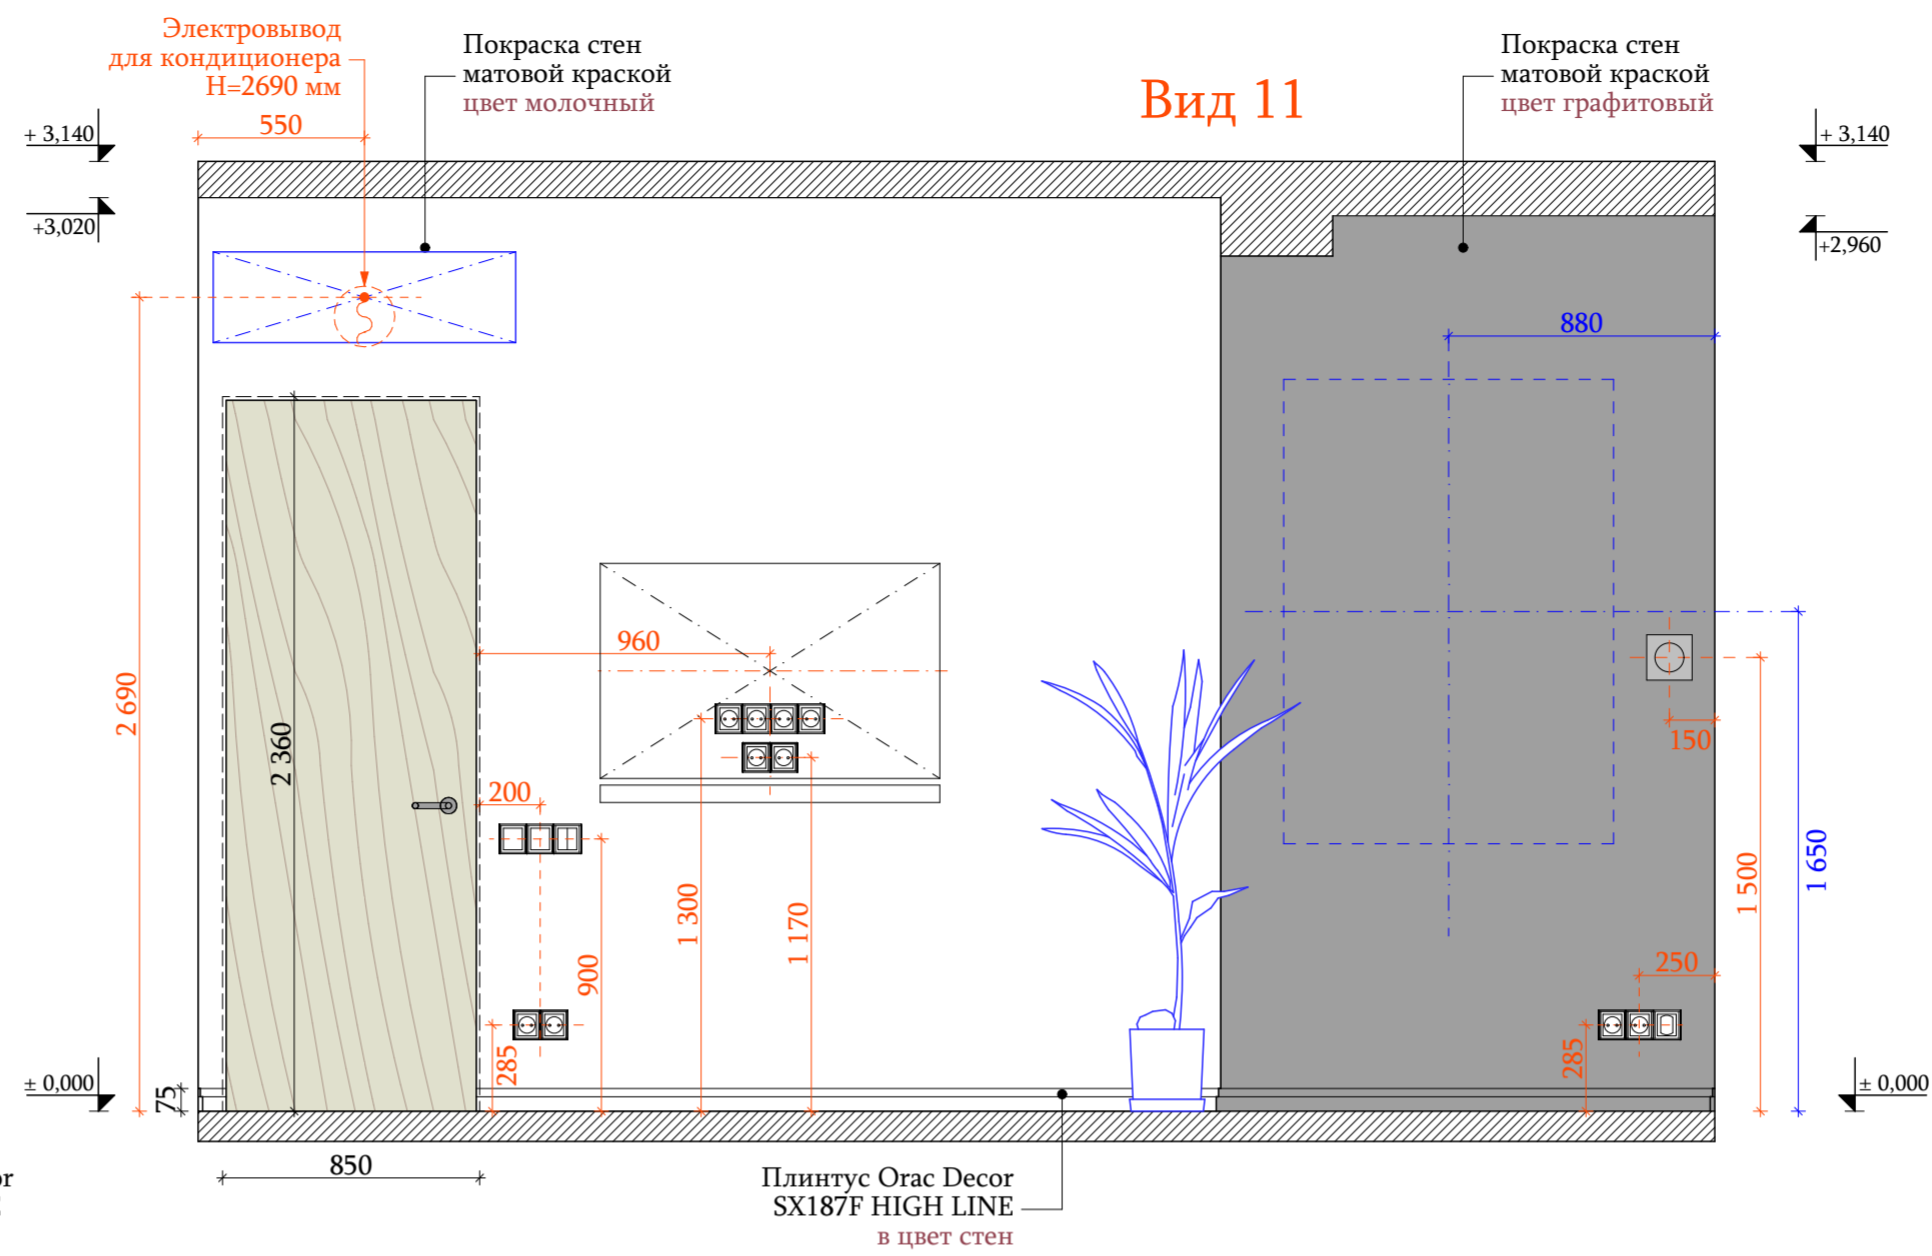 Электровывод
для кондиционера
H=2690 мм
Покраска стен
матовой краской
цвет молочный
Вид 11
Покраска стен
матовой краской
цвет графитовый
550
+ 3,140
+ 3,140
+3,020
+2,960
880
960
2 690
2 360
150
200
1 300
1 170
900
1 500
1 650
285
250
285
± 0,000
± 0,000
75
850
Плинтус Orac Decor
SX187F HIGH LINE
в цвет стен
or